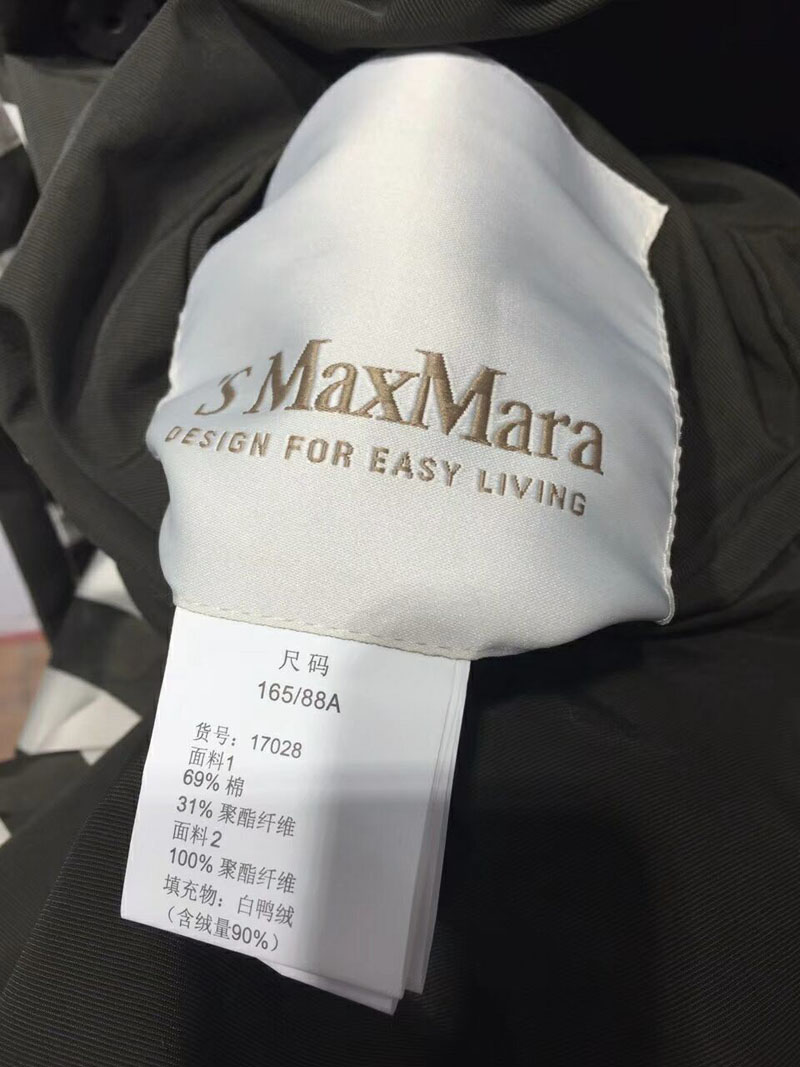 'S MaxMara
DESIGN FOR EASY LIVING
尺码
165/88A
货号：17028
面料1
69% 棉
31% 聚酯纤维
面料2
100% 聚酯纤维
填充物：白鸭绒
（含绒量90%）